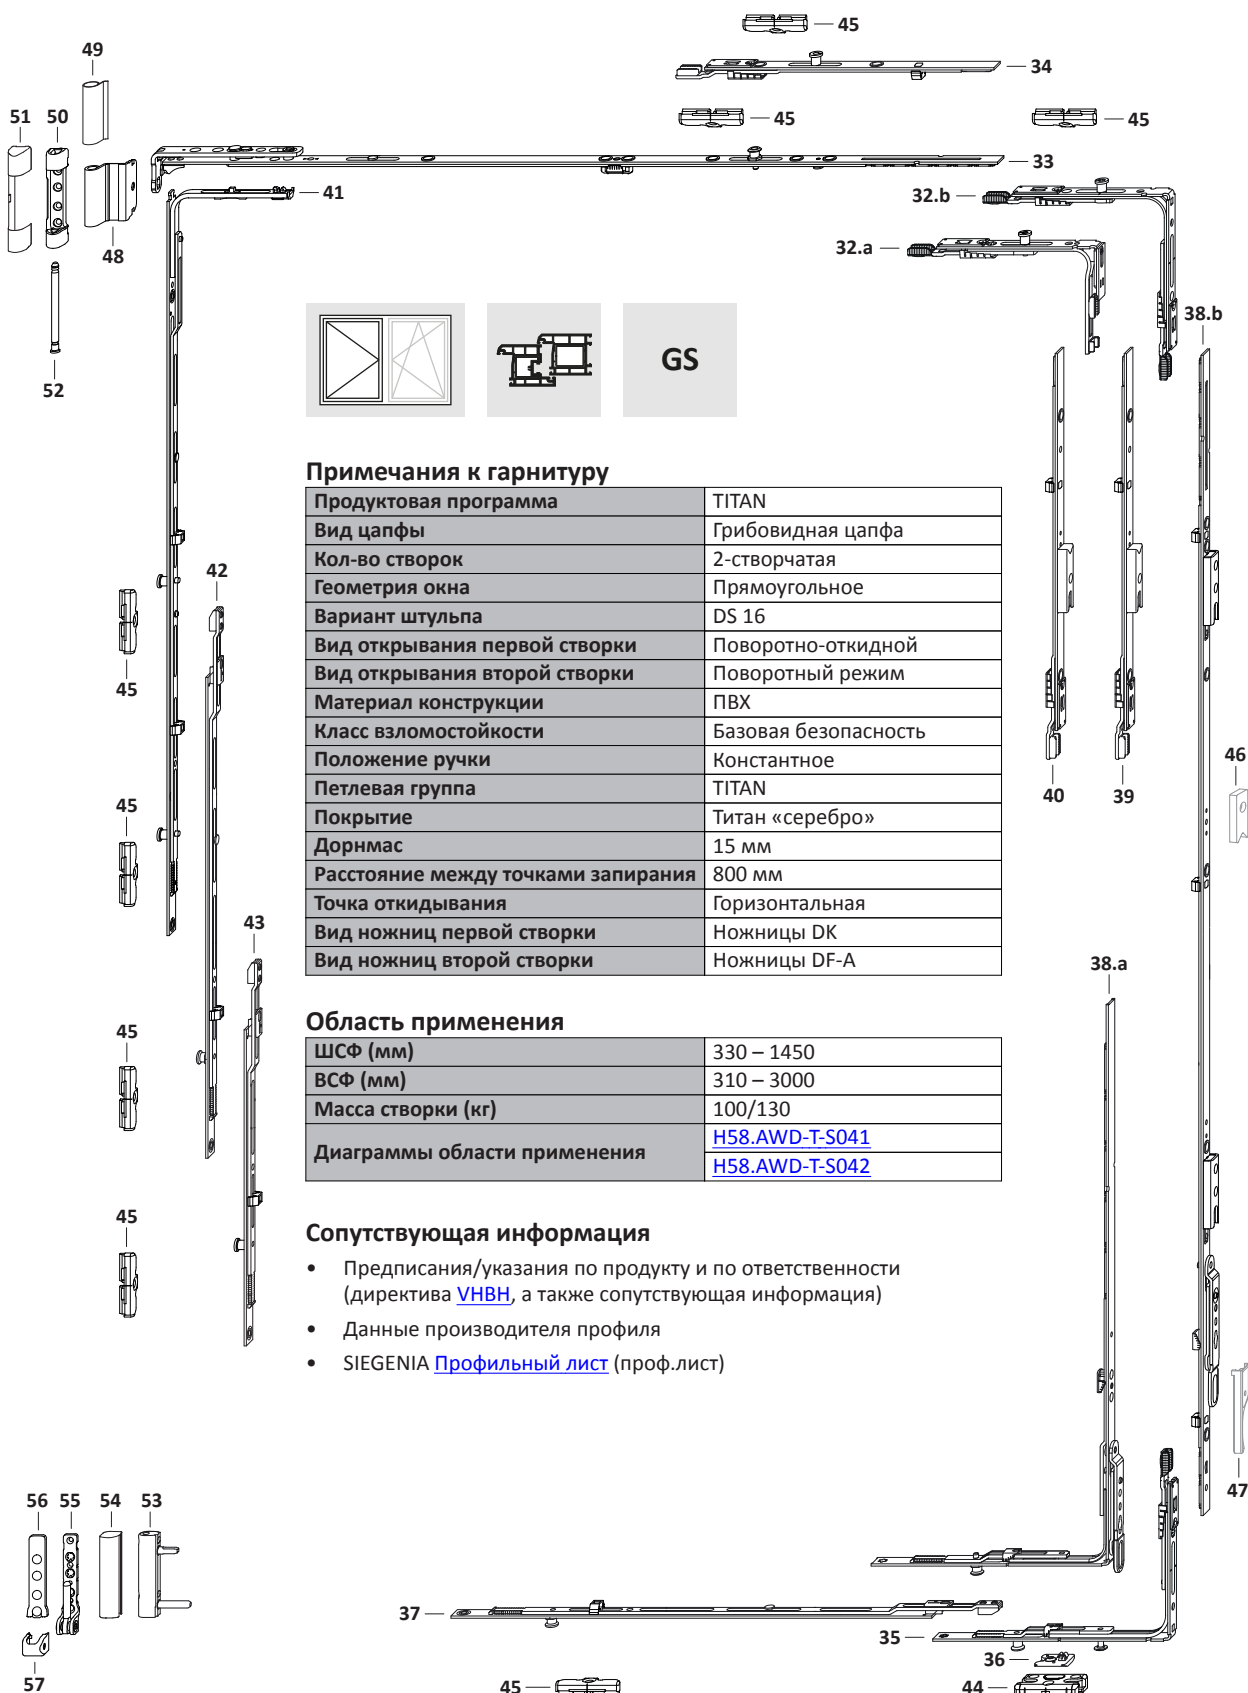 45
49
34
51 50
45
45
33
41
32.b
48
32.a
38.b
GS
52
Примечания к гарнитуру
Продуктовая программа TITAN
Вид цапфы Грибовидная цапфа
Кол-во створок 2-створчатая
Геометрия окна Прямоугольное
Вариант штульпа DS 16
Вид открывания первой створки Поворотно-откидной
Вид открывания второй створки Поворотный режим
Материал конструкции ПВХ
Класс взломостойкости Базовая безопасность
Положение ручки Константное
Петлевая группа TITAN
Покрытие Титан «серебро»
Дорнмас 15 мм
Расстояние между точками запирания 800 мм
Точка откидывания Горизонтальная
Вид ножниц первой створки Ножницы DK
Вид ножниц второй створки Ножницы DF-A
42
45
46
40
39
45
43
38.a
Область применения
ШСФ (мм) 330 – 1450
ВСФ (мм) 310 – 3000
Масса створки (кг) 100/130
Диаграммы области применения H58.AWD-T-S041
H58.AWD-T-S042
45
45
Сопутствующая информация
• Предписания/указания по продукту и по ответственности
(директива VHBH, а также сопутствующая информация)
• Данные производителя профиля
• SIEGENIA Профильный лист (проф.лист)
47
56 55 54 53
37
35
36
57
45
44